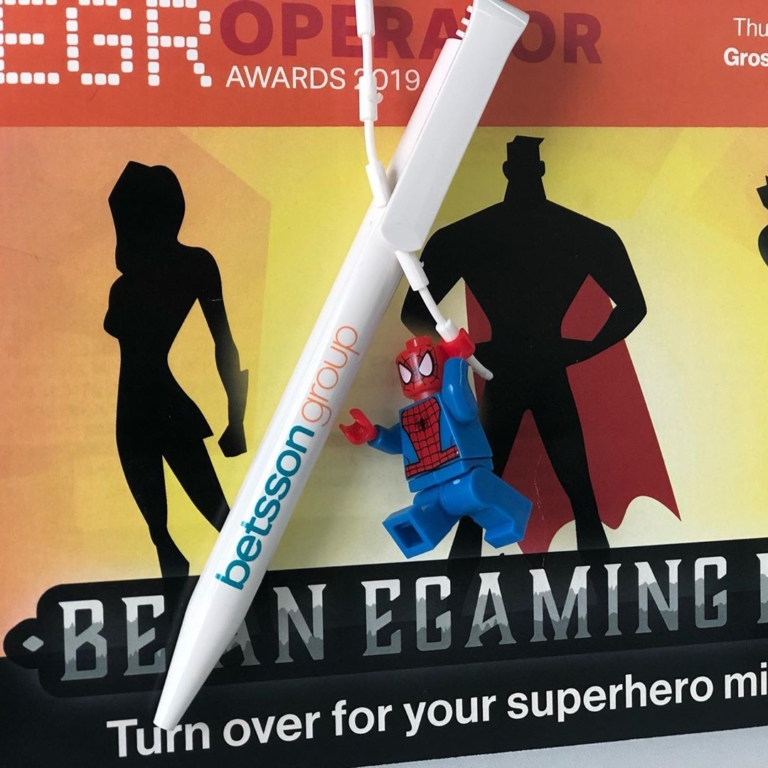 EGR OPERATOR
AWARDS 2019
Thu
Gros
betsson group
BE AN EGAMING
Turn over for your superhero mi